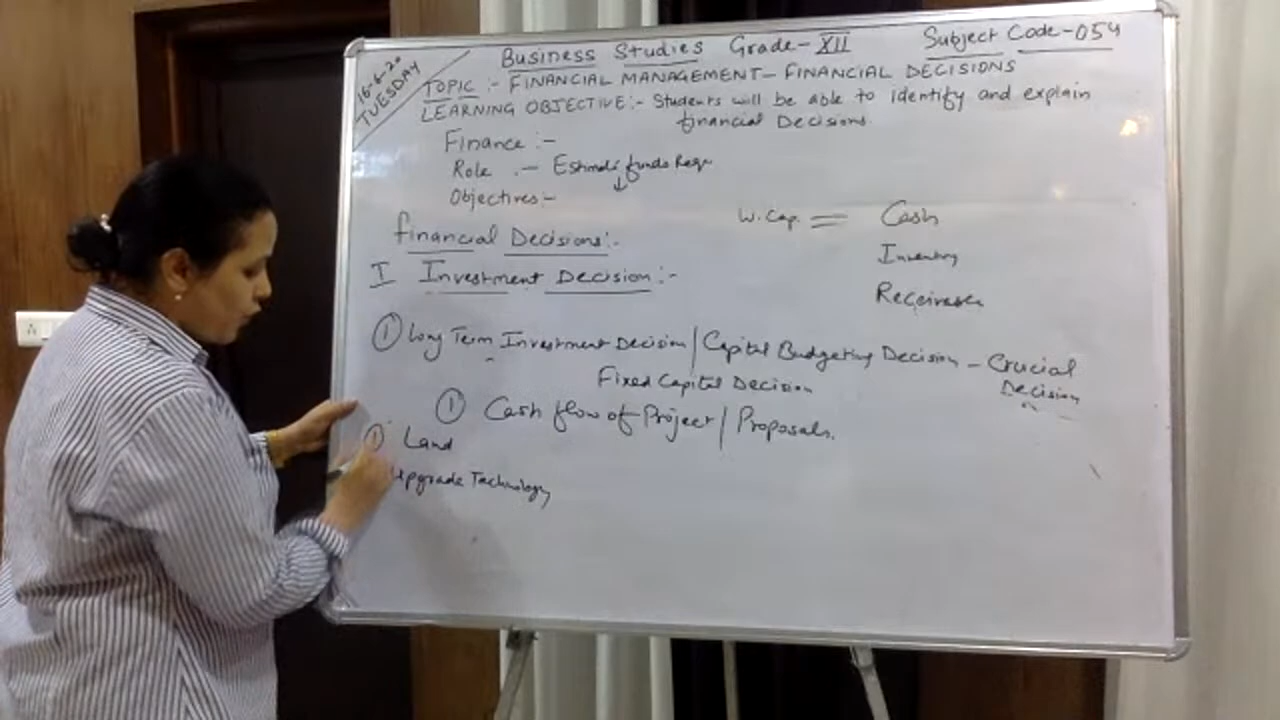 16-6-20
TUESDAY
Business Studies Grade-XII Subject Code-054
TOPIC :- FINANCIAL MANAGEMENT- FINANCIAL DECISIONS
LEARNING OBJECTIVE:- Students will be able to identify and explain
financial Decisions.
Finance :-
Role :- Estimate funds Requ
↓
Objectives:-
W. Cap. = Cash
Inventory
Receivables
financial Decisions:-
I Investment Decision:-
① Long Term Investment Decision/Capital Budgeting Decision - Crucial
Decision
Fixed Capital Decision
① Cash flow of Project/Proposals.
① Land
Upgrade Technology